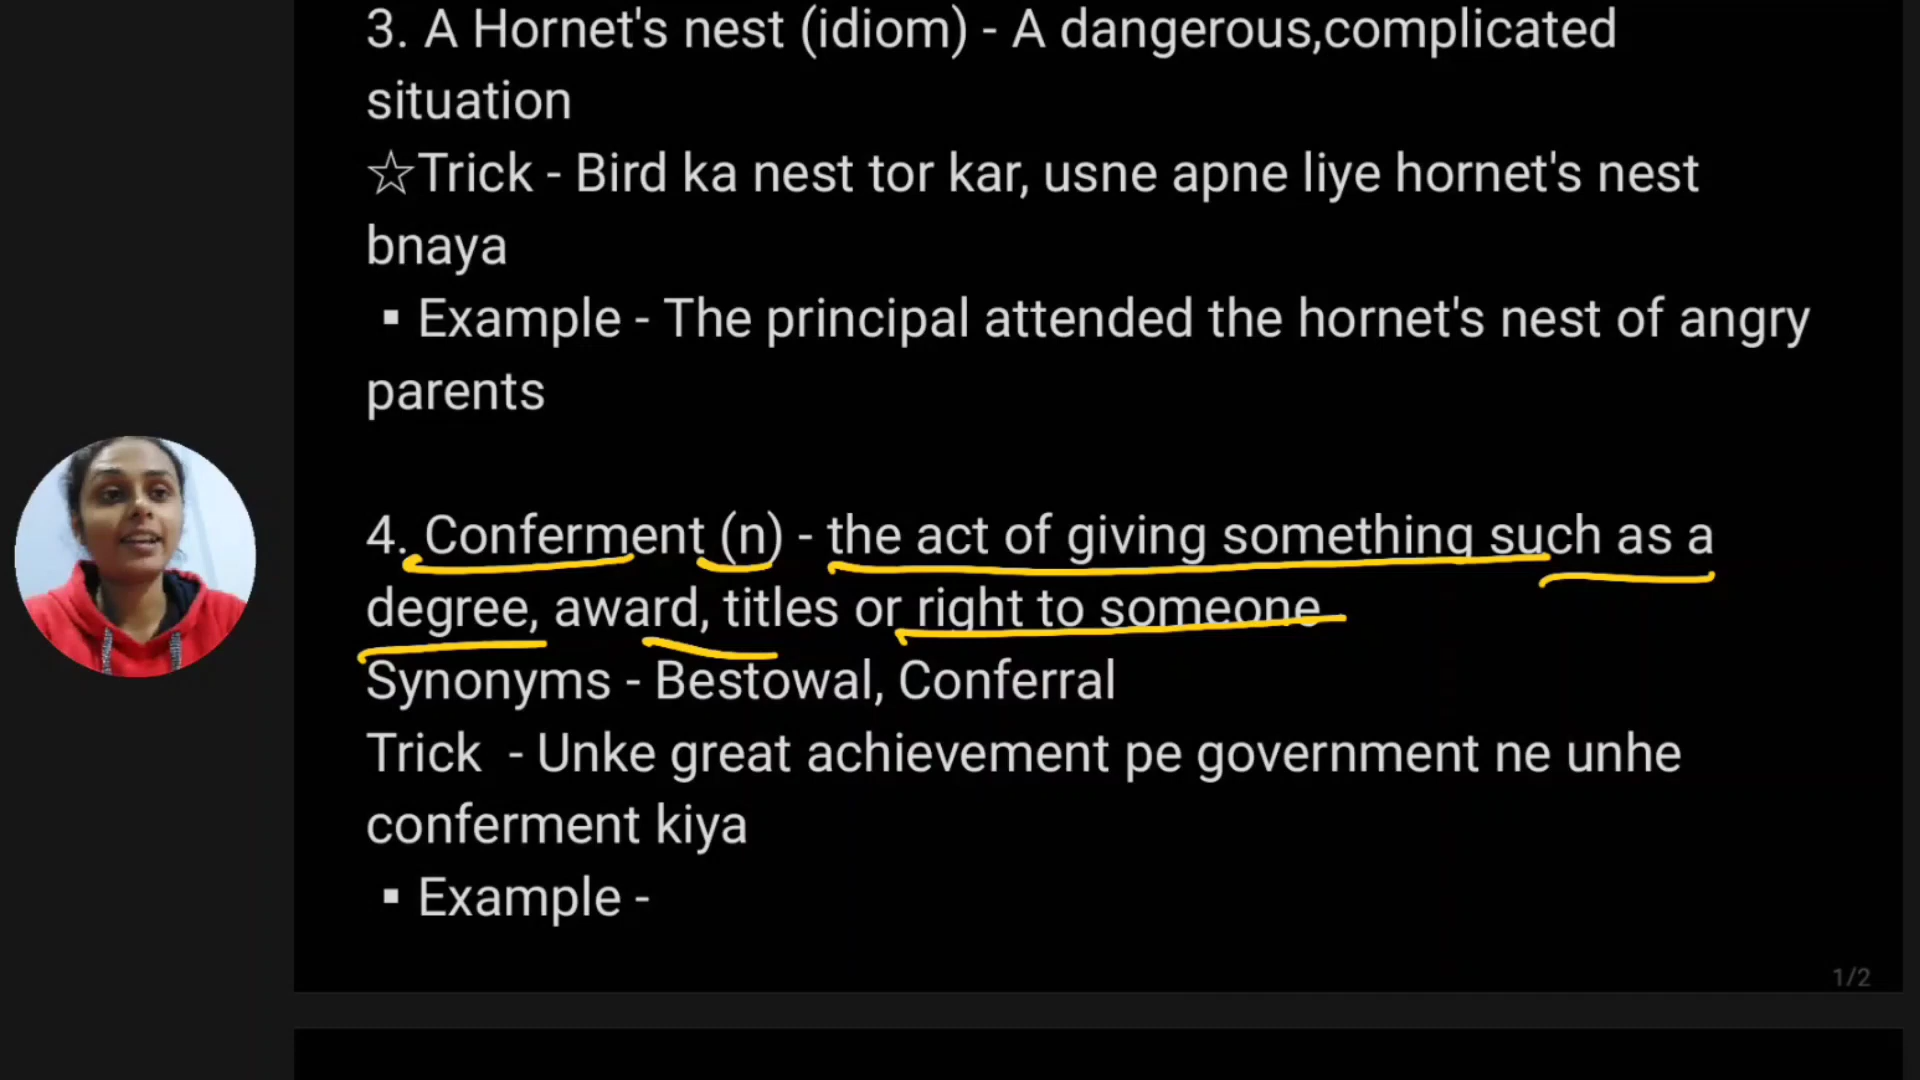 3. A Hornet's nest (idiom) - A dangerous,complicated
situation
☆Trick - Bird ka nest tor kar, usne apne liye hornet's nest
bnaya
▪ Example - The principal attended the hornet's nest of angry
parents
4. Conferment (n) - the act of giving something such as a
degree, award, titles or right to someone
Synonyms - Bestowal, Conferral
Trick - Unke great achievement pe government ne unhe
conferment kiya
▪ Example -
1/2